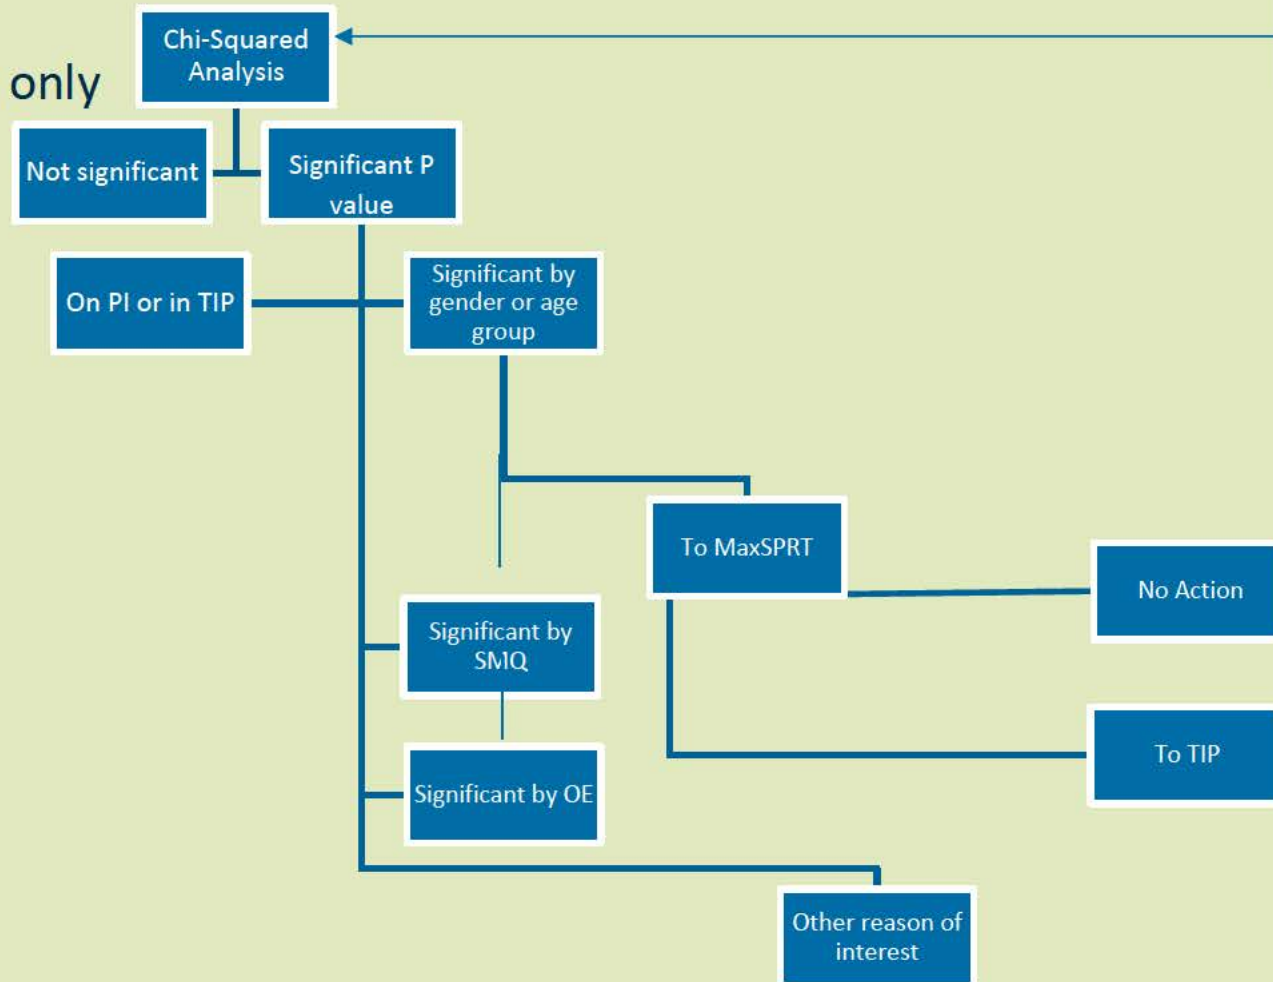 Chi-Squared
Analysis
only
Not significant
Significant P
value
On PI or in TIP
Significant by
gender or age
group
To MaxSPRT
No Action
Significant by
SMQ
To TIP
Significant by OE
Other reason of
interest